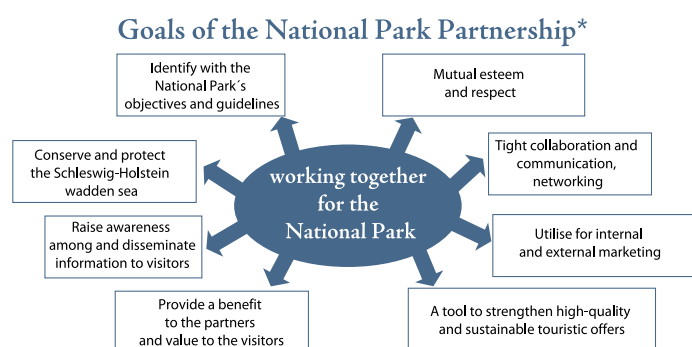 Goals of the National Park Partnership*
Identify with the
National Park´s
objectives and guidelines
Mutual esteem
and respect
Conserve and protect
the Schleswig-Holstein
wadden sea
Tight collaboration and
communication,
networking
working together
for the
National Park
Raise awareness
among and disseminate
information to visitors
Utilise for internal
and external marketing
Provide a benefit
to the partners
and value to the visitors
A tool to strengthen high-quality
and sustainable touristic offers